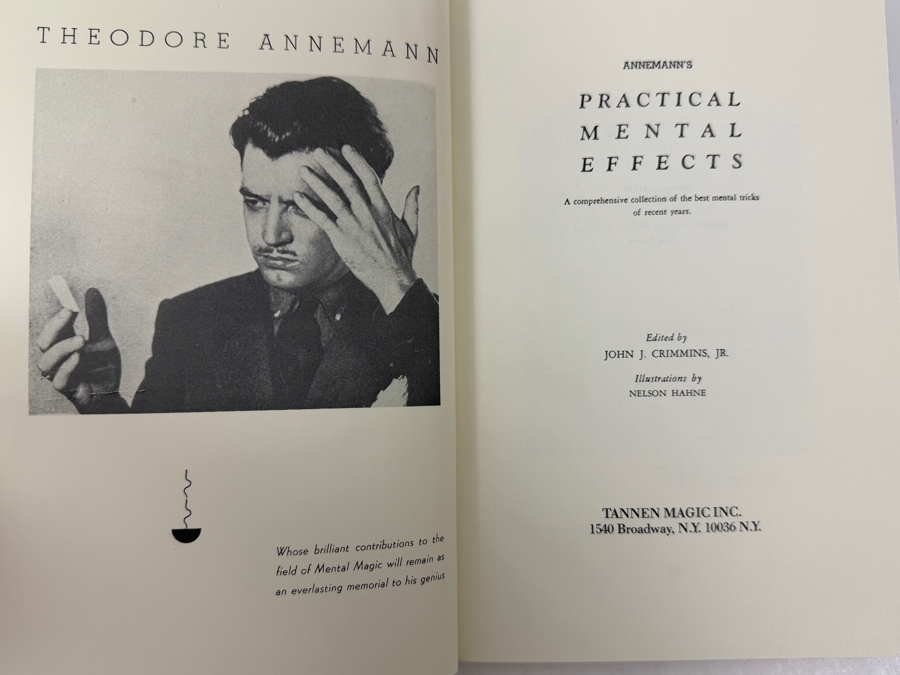 THEODORE ANNEMANN
Whose brilliant contributions to the
field of Mental Magic will remain as
an everlasting memorial to his genius
ANNEMANN'S
PRACTICAL
MENTAL
EFFECTS
A comprehensive collection of the best mental tricks
of recent years.
Edited by
JOHN J. CRIMMINS, JR.
Illustrations by
NELSON HAHNE
TANNEN MAGIC INC.
1540 Broadway, N.Y. 10036 N.Y.